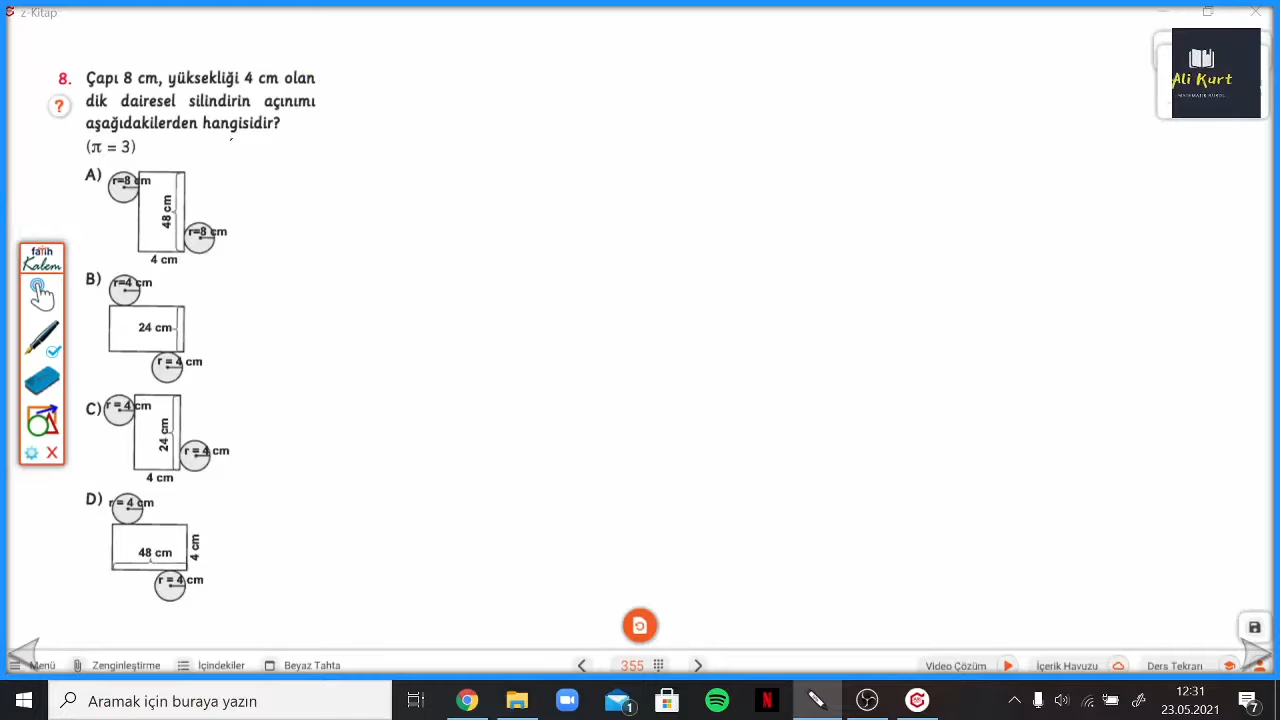 z-Kitap
Ali Kurt
8. Çapı 8 cm, yüksekliği 4 cm olan
dik dairesel silindirin açınımı
aşağıdakilerden hangisidir?
(π = 3)
?
A)
r=8 cm
48 cm
r=8 cm
4 cm
B)
r=4 cm
24 cm
r = 4 cm
C)
r = 4 cm
24 cm
r = 4 cm
4 cm
D)
r = 4 cm
48 cm
4 cm
r = 4 cm
fatih
Kalem
Menü Zenginleştirme İçindekiler Beyaz Tahta 355 Video Çözüm İçerik Havuzu Ders Tekrarı
Aramak için buraya yazın
1
12:31
23.05.2021
7